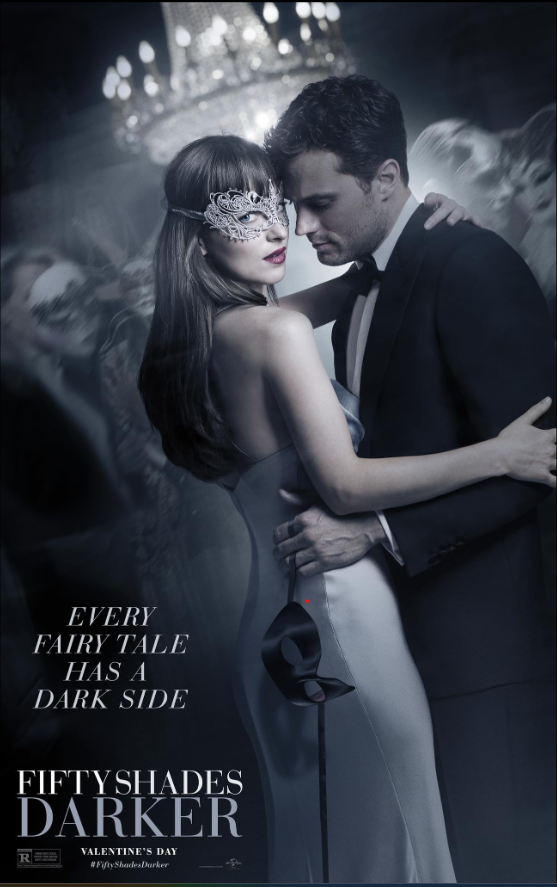 EVERY
FAIRY TALE
HAS A
DARK SIDE
FIFTY SHADES
DARKER
R
VALENTINE'S DAY
#FiftyShadesDarker